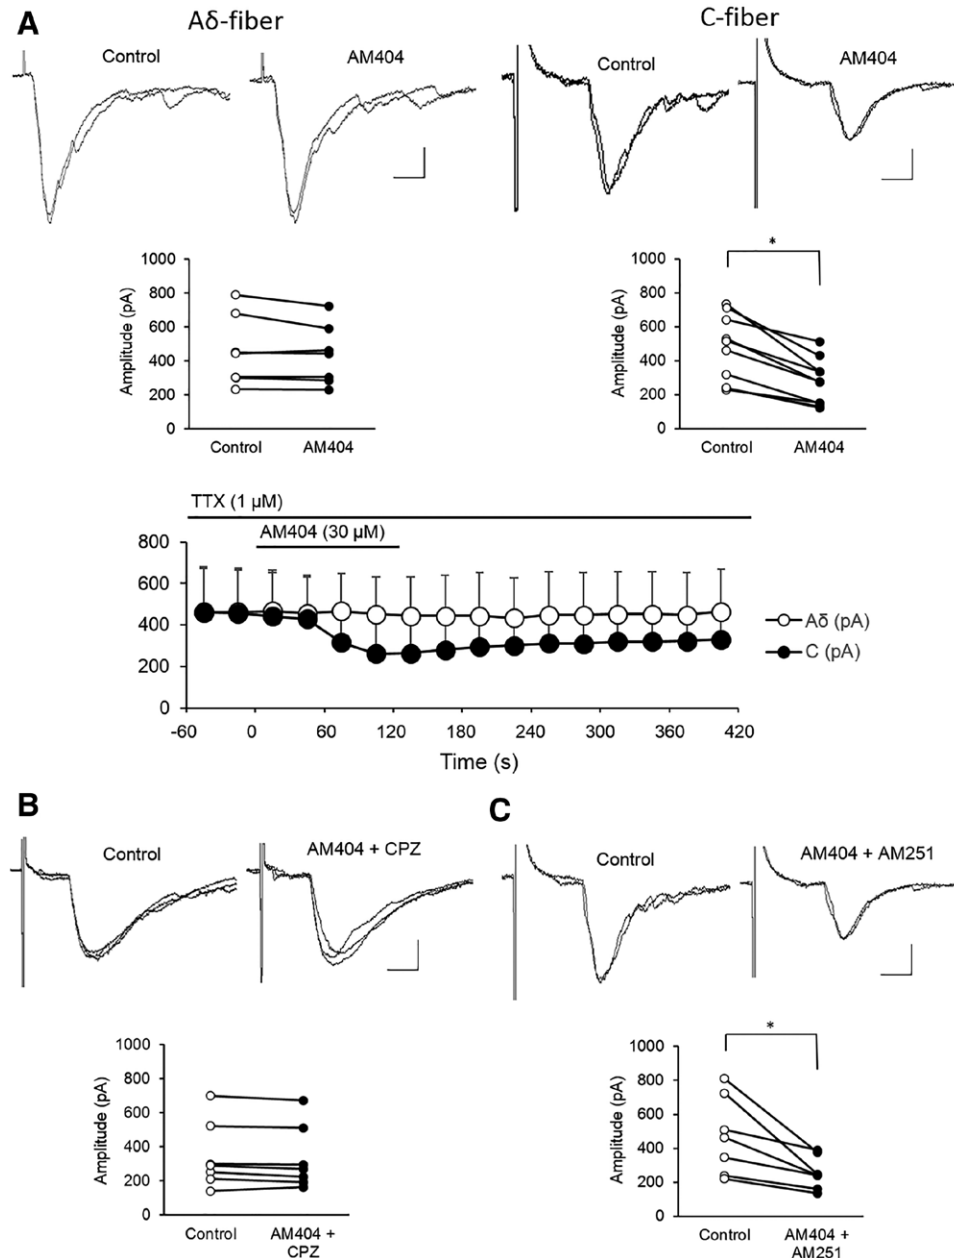 A
Aδ-fiber
C-fiber
Control
AM404
Control
AM404
*
1000
800
600
400
200
0
Amplitude (pA)
Control
AM404
1000
800
600
400
200
0
Amplitude (pA)
Control
AM404
TTX (1 µM)
AM404 (30 µM)
800
600
400
200
0
-60 0 60 120 180 240 300 360 420
Time (s)
Aδ (pA)
C (pA)
B
Control
AM404 + CPZ
C
Control
AM404 + AM251
1000
800
600
400
200
0
Amplitude (pA)
Control
AM404 +
CPZ
*
1000
800
600
400
200
0
Amplitude (pA)
Control
AM404 +
AM251